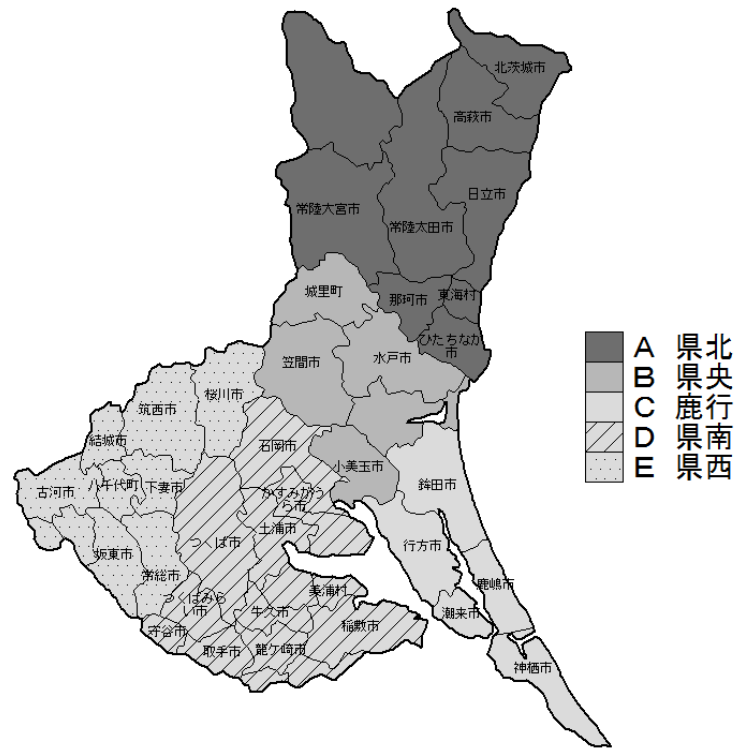 北茨城市
高萩市
日立市
常陸大宮市
常陸太田市
城里町
那珂市
東海村
ひたちなか
市
笠間市
水戸市
A 県北
B 県央
C 鹿行
D 県南
E 県西
桜川市
筑西市
結城市
石岡市
小美玉市
古河市
八千代町
下妻市
かすみがう
ら市
鉾田市
つくば市
土浦市
坂東市
常総市
行方市
鹿嶋市
つくばみら
い市
牛久市
美浦村
潮来市
守谷市
取手市
龍ケ崎市
稲敷市
神栖市